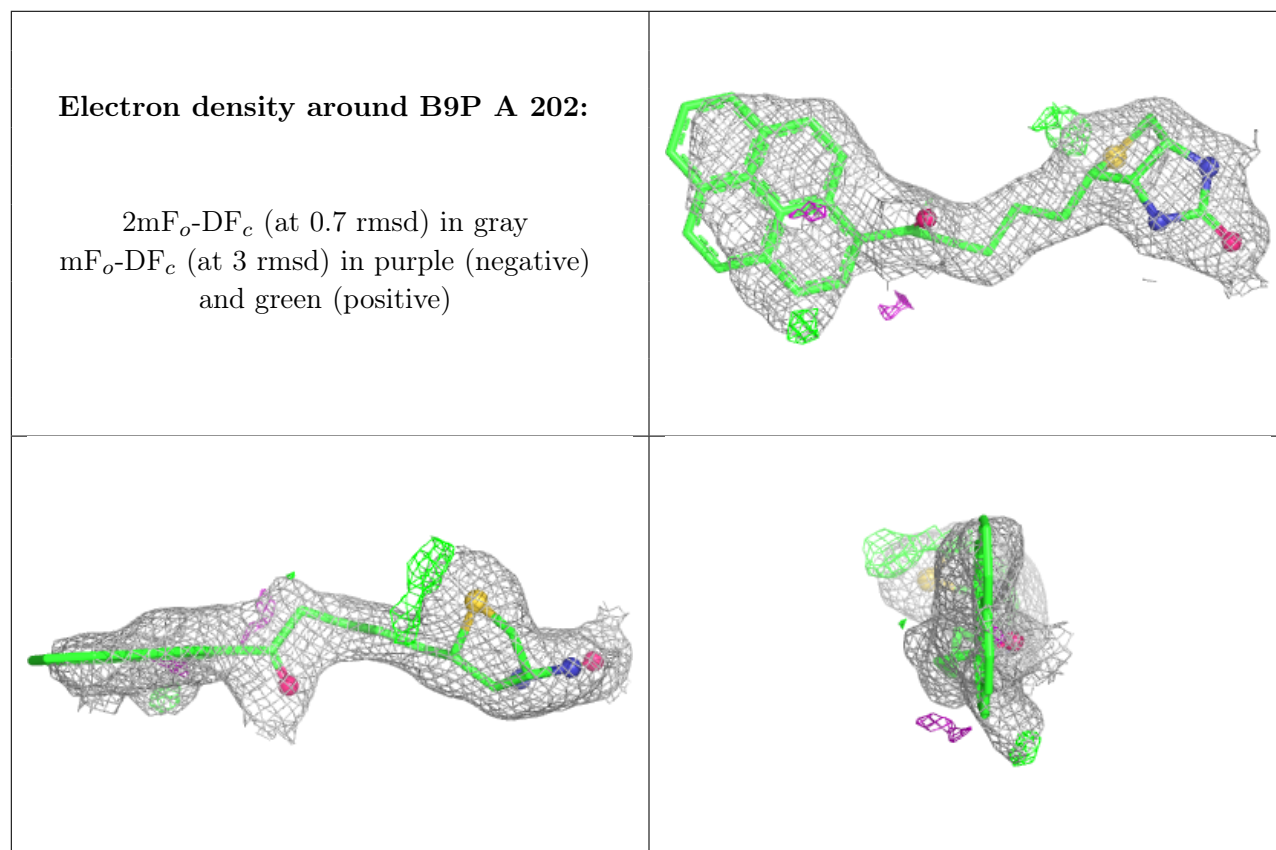 Electron density around B9P A 202:
2mFo-DFc (at 0.7 rmsd) in gray
mFo-DFc (at 3 rmsd) in purple (negative)
and green (positive)